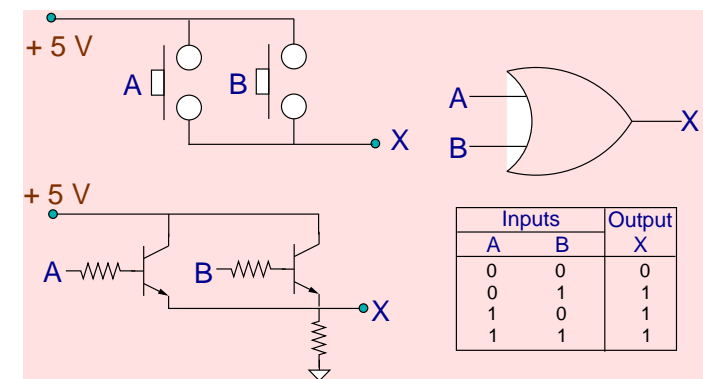 + 5 V
A
B
X
A
B
X
+ 5 V
A
B
X
Inputs Output
A B X
0 0 0
0 1 1
1 0 1
1 1 1